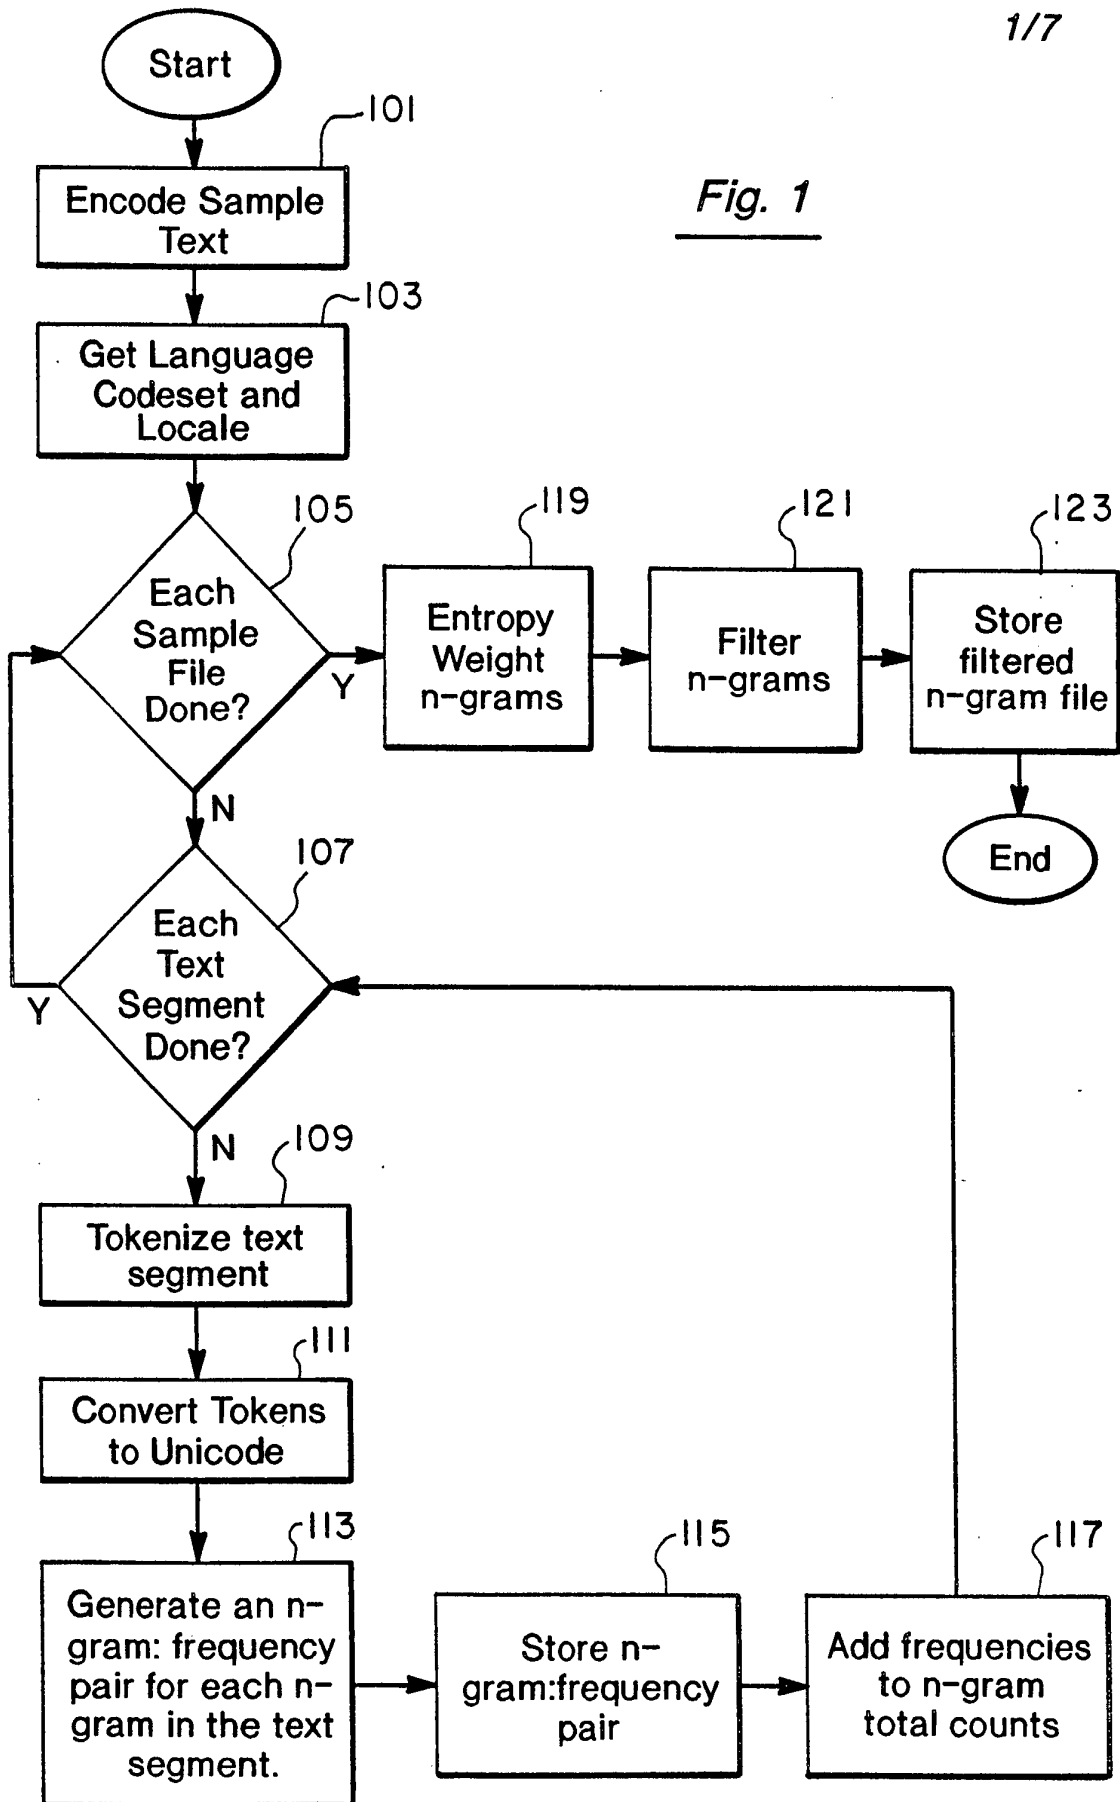 1/7
Start
101
Encode Sample
Text
Fig. 1
103
Get Language
Codeset and
Locale
105
Each
Sample
File
Done?
Y
N
119
Entropy
Weight
n-grams
121
Filter
n-grams
123
Store
filtered
n-gram file
End
107
Each
Text
Segment
Done?
Y
N
109
Tokenize text
segment
111
Convert Tokens
to Unicode
113
Generate an n-
gram: frequency
pair for each n-
gram in the text
segment.
115
Store n-
gram:frequency
pair
117
Add frequencies
to n-gram
total counts